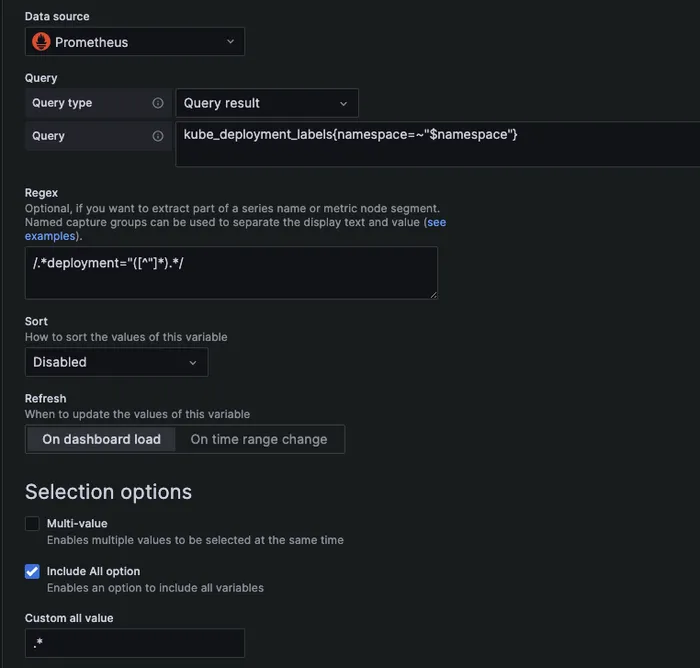 Data source
Prometheus
Query
Query type
Query result
Query
kube_deployment_labels{namespace=~"$namespace"}
Regex
Optional, if you want to extract part of a series name or metric node segment.
Named capture groups can be used to separate the display text and value (see
examples).
/.*deployment="([^"]*).*/
Sort
How to sort the values of this variable
Disabled
Refresh
When to update the values of this variable
On dashboard load On time range change
Selection options
Multi-value
Enables multiple values to be selected at the same time
Include All option
Enables an option to include all variables
Custom all value
.*